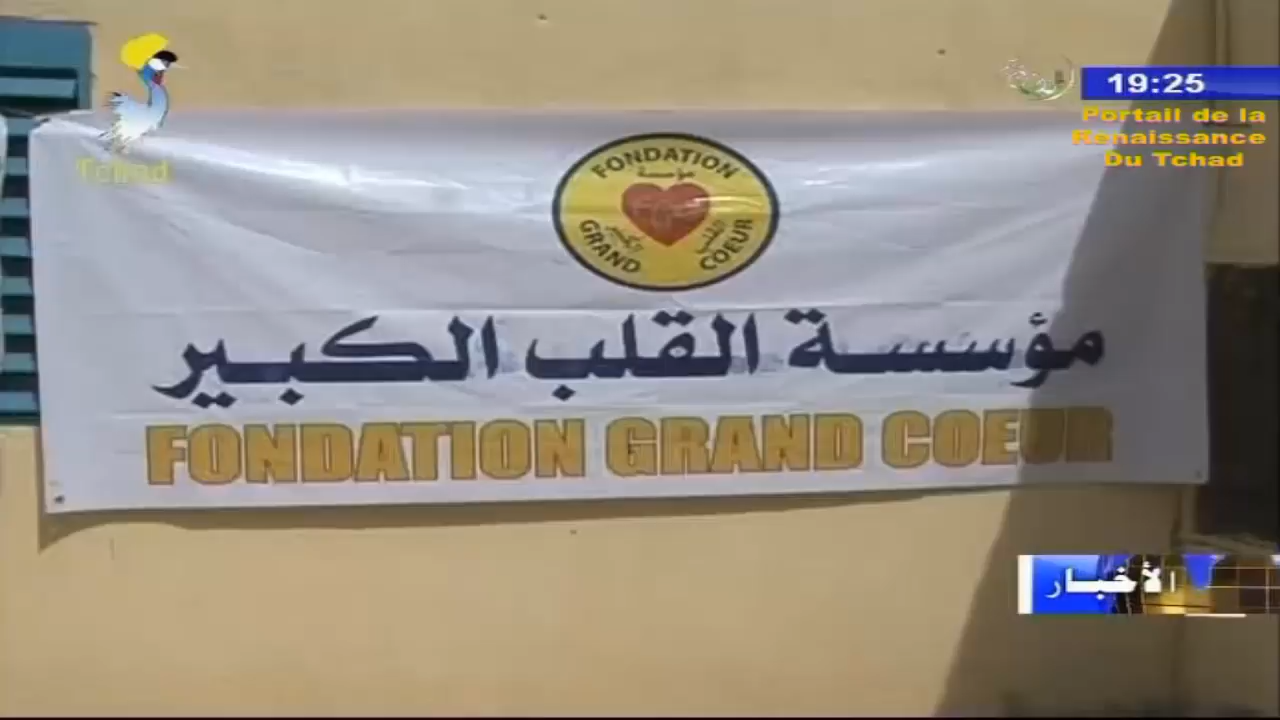 19:25
Portail de la
Renaissance
Du Tchad
Tchad
FONDATION
مؤسسة
القلب
الكبير
GRAND COEUR
مؤسسة القلب الكبير
FONDATION GRAND COEUR
الأخبار